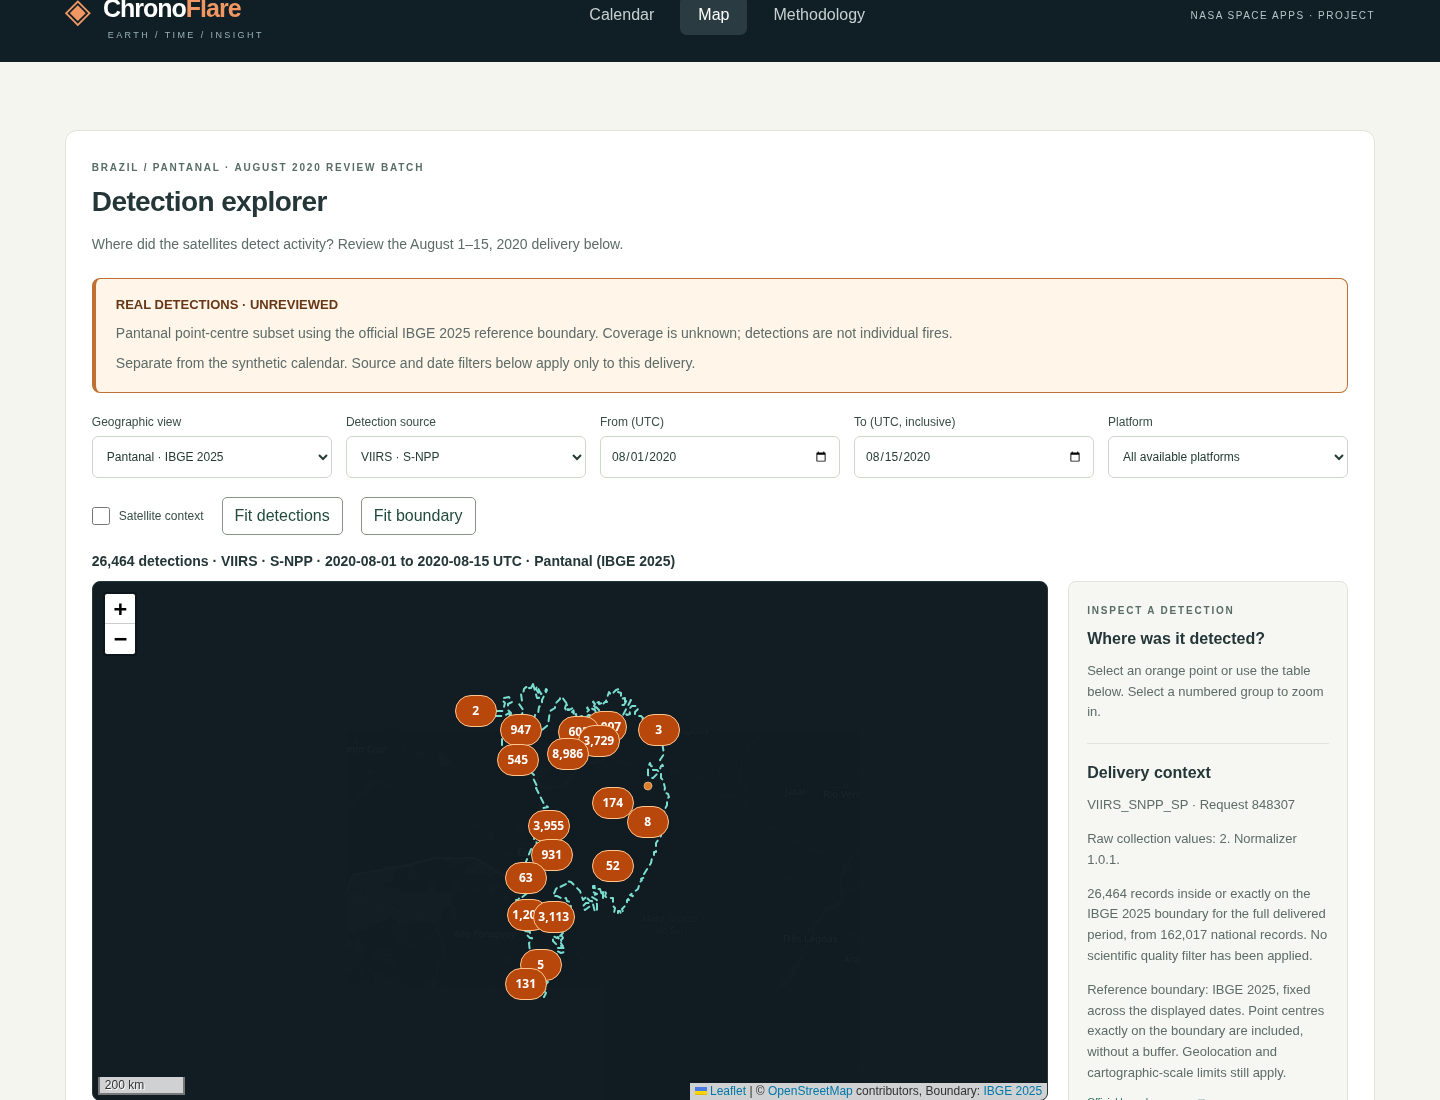 ChronoFlare
EARTH / TIME / INSIGHT
Calendar
Map
Methodology
NASA SPACE APPS · PROJECT
BRAZIL / PANTANAL · AUGUST 2020 REVIEW BATCH
Detection explorer
Where did the satellites detect activity? Review the August 1–15, 2020 delivery below.
REAL DETECTIONS · UNREVIEWED
Pantanal point-centre subset using the official IBGE 2025 reference boundary. Coverage is unknown; detections are not individual fires.
Separate from the synthetic calendar. Source and date filters below apply only to this delivery.
Geographic view
Detection source
From (UTC)
To (UTC, inclusive)
Platform
Pantanal · IBGE 2025
VIIRS · S-NPP
08/01/2020
08/15/2020
All available platforms
Satellite context
Fit detections
Fit boundary
26,464 detections · VIIRS · S-NPP · 2020-08-01 to 2020-08-15 UTC · Pantanal (IBGE 2025)
+
−
2
947
3
3,729
8,986
545
174
8
3,955
931
52
63
3,113
5
131
200 km
Leaflet | © OpenStreetMap contributors, Boundary: IBGE 2025
INSPECT A DETECTION
Where was it detected?
Select an orange point or use the table
below. Select a numbered group to zoom
in.
Delivery context
VIIRS_SNPP_SP · Request 848307
Raw collection values: 2. Normalizer
1.0.1.
26,464 records inside or exactly on the
IBGE 2025 boundary for the full delivered
period, from 162,017 national records. No
scientific quality filter has been applied.
Reference boundary: IBGE 2025, fixed
across the displayed dates. Point centres
exactly on the boundary are included,
without a buffer. Geolocation and
cartographic-scale limits still apply.